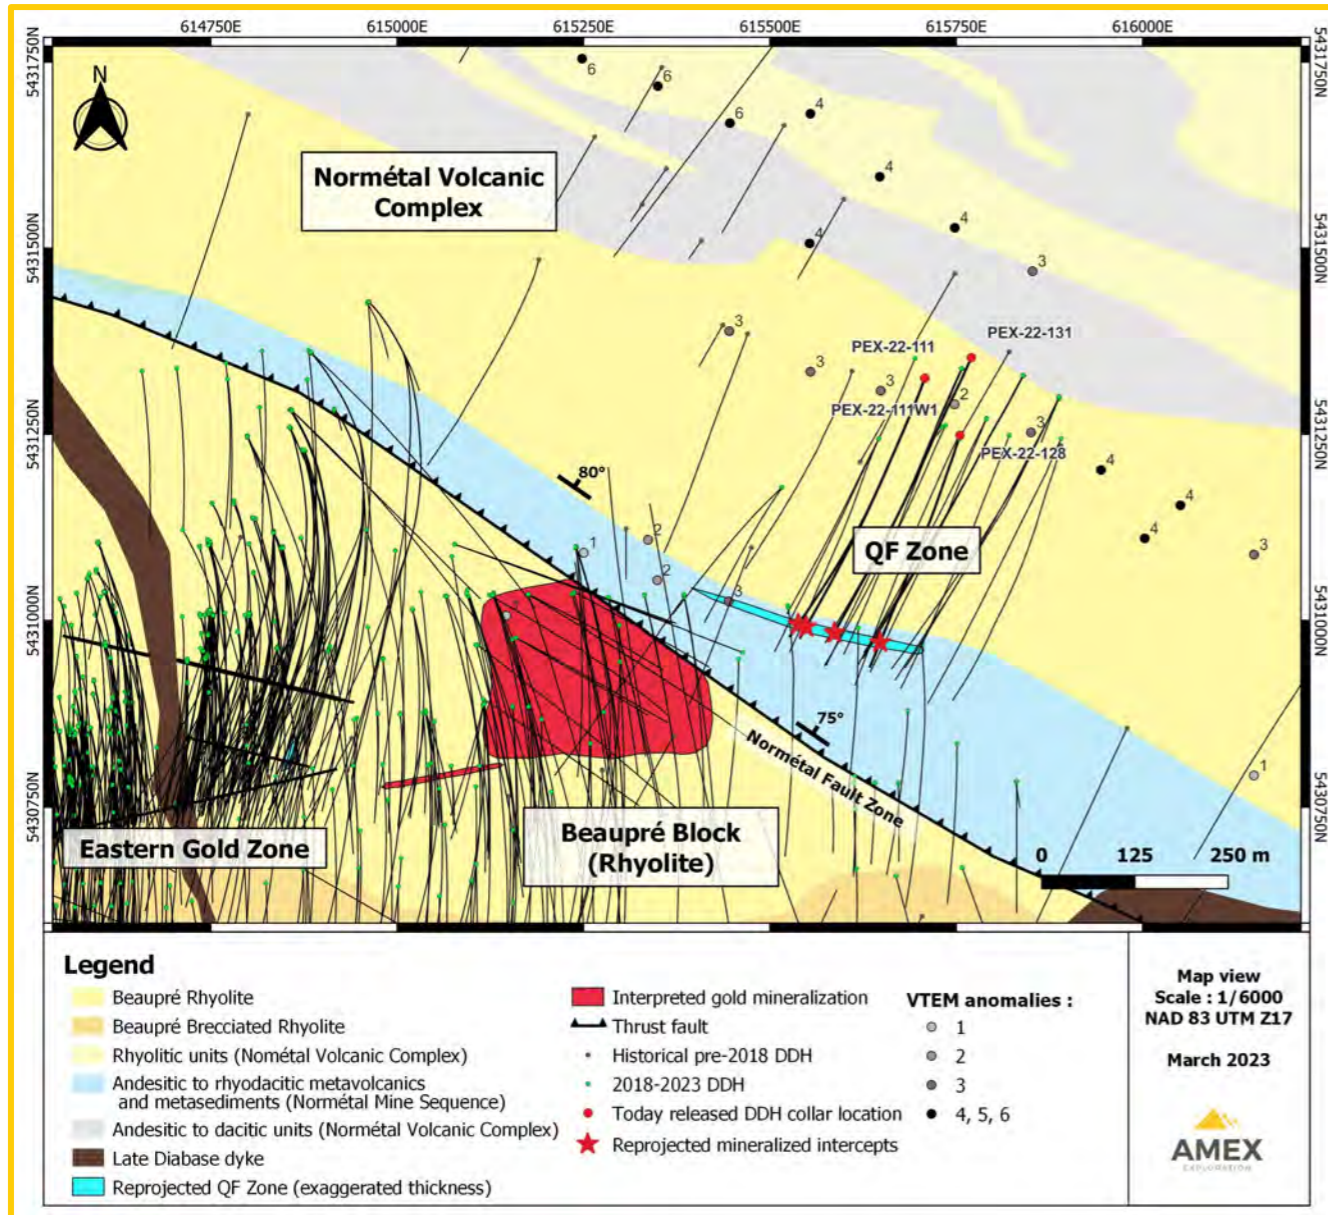 614750E 615000E 615250E 615500E 615750E 616000E
5431750N
5431500N
5431250N
5431000N
5430750N
5431750N
5431500N
5431250N
5431000N
5430750N
N
Normétal Volcanic
Complex
6
6
6
4
4
4
4
3
3
3
3
2
3
4
4
4
3
1
2
2
1
3
PEX-22-131
PEX-22-111
PEX-22-111W1
PEX-22-128
80°
QF Zone
75°
Normétal Fault Zone
Eastern Gold Zone
Beaupré Block
(Rhyolite)
0 125 250 m
Legend
Beaupré Rhyolite
Beaupré Brecciated Rhyolite
Rhyolitic units (Nométal Volcanic Complex)
Andesitic to rhyodacitic metavolcanics
and metasediments (Normétal Mine Sequence)
Andesitic to dacitic units (Normétal Volcanic Complex)
Late Diabase dyke
Reprojected QF Zone (exaggerated thickness)
Interpreted gold mineralization
Thrust fault
Historical pre-2018 DDH
2018-2023 DDH
Today released DDH collar location
Reprojected mineralized intercepts
VTEM anomalies :
1
2
3
4, 5, 6
Map view
Scale : 1/6000
NAD 83 UTM Z17
March 2023
AMEX
EXPLORATION